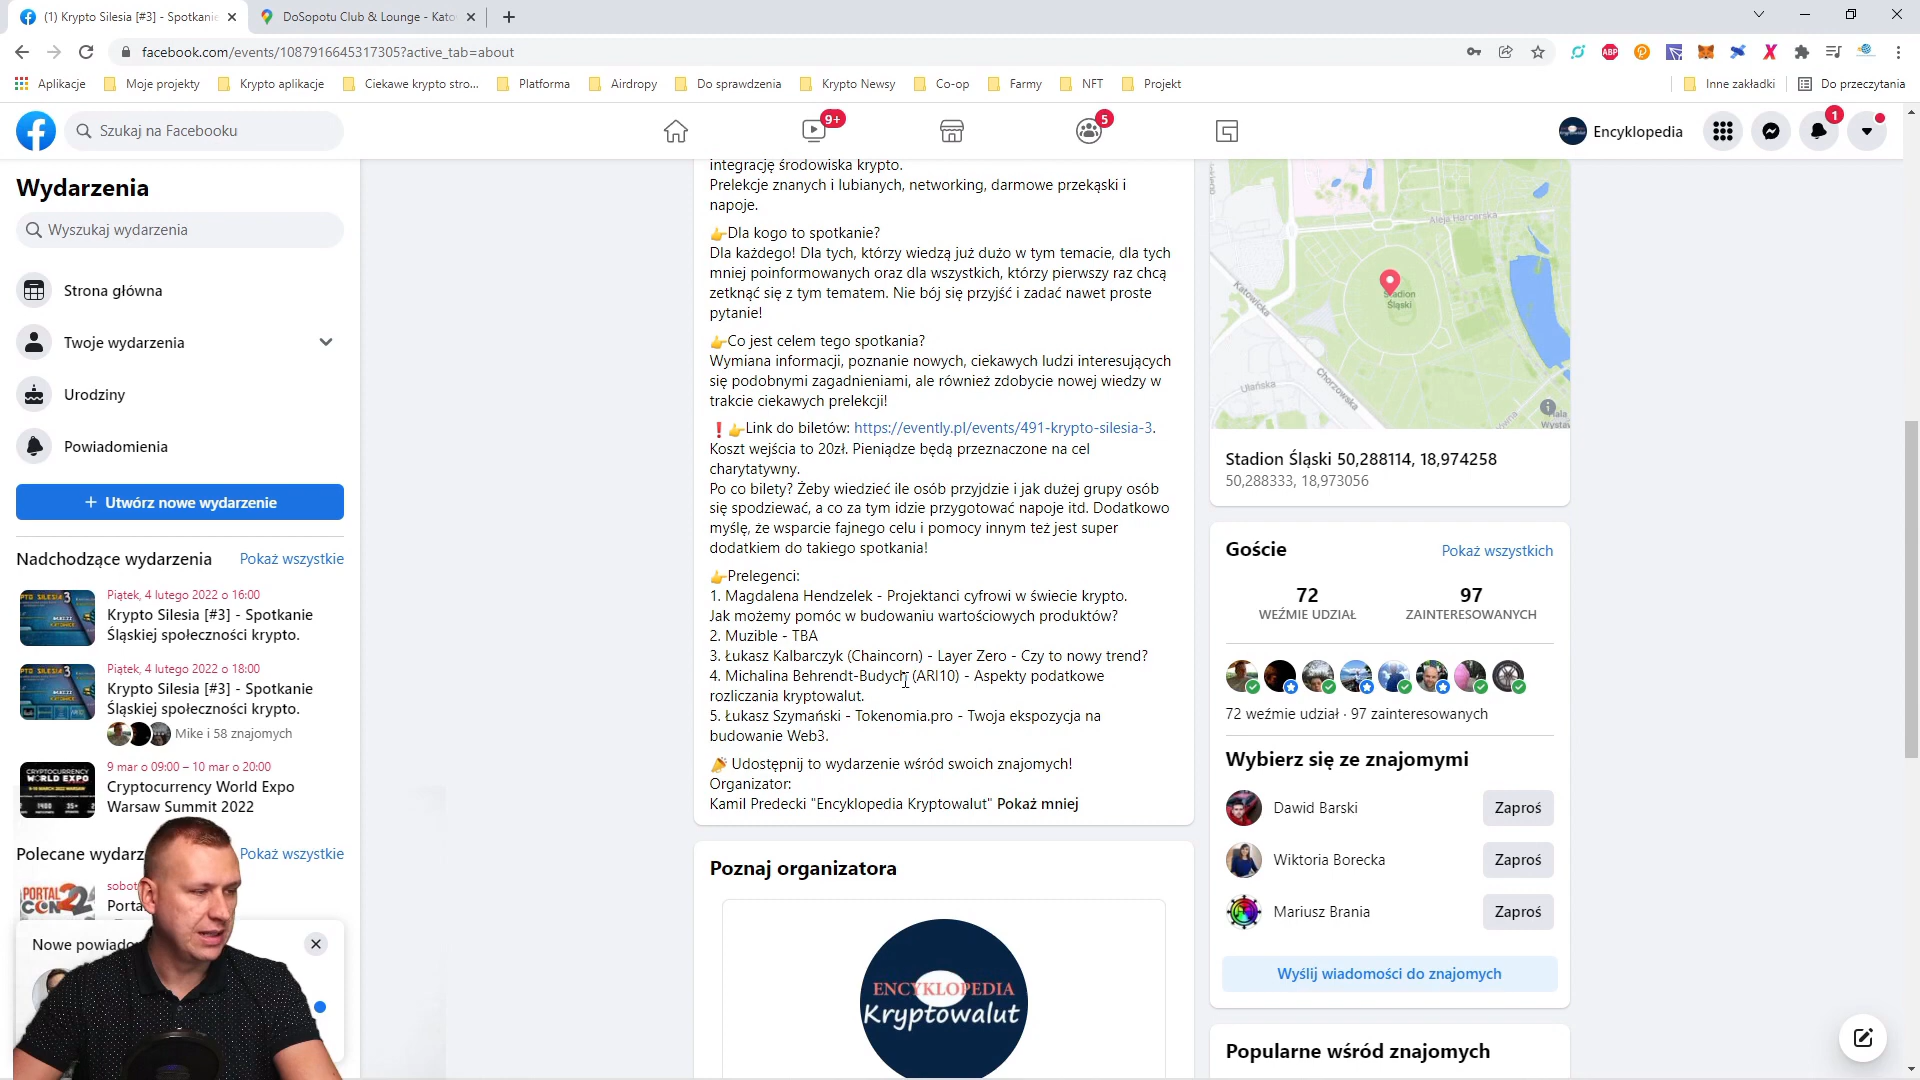 (1) Krypto Silesia [#3] - Spotkanie
DoSopotu Club & Lounge - Kato
facebook.com/events/1087916645317305?active_tab=about
ABP
Aplikacje
Moje projekty
Krypto aplikacje
Ciekawe krypto stro...
Platforma
Airdropy
Do sprawdzenia
Krypto Newsy
Co-op
Farmy
NFT
Projekt
Inne zakładki
Do przeczytania
Szukaj na Facebooku
9+
5
Encyklopedia
1
Wydarzenia
Wyszukaj wydarzenia
Strona główna
Twoje wydarzenia
Urodziny
Powiadomienia
+ Utwórz nowe wydarzenie
Nadchodzące wydarzenia
Pokaż wszystkie
Piątek, 4 lutego 2022 o 16:00
Krypto Silesia [#3] - Spotkanie
Śląskiej społeczności krypto.
Piątek, 4 lutego 2022 o 18:00
Krypto Silesia [#3] - Spotkanie
Śląskiej społeczności krypto.
Mike i 58 znajomych
9 mar o 09:00 – 10 mar o 20:00
Cryptocurrency World Expo
Warsaw Summit 2022
CRYPTOCURRENCY
WORLD EXPO
Polecane wydarz
Pokaż wszystkie
PORTAL
CON 22
sobot
Porta
Nowe powiado
integrację środowiska krypto.
Prelekcje znanych i lubianych, networking, darmowe przekąski i
napoje.
👉Dla kogo to spotkanie?
Dla każdego! Dla tych, którzy wiedzą już dużo w tym temacie, dla tych
mniej poinformowanych oraz dla wszystkich, którzy pierwszy raz chcą
zetknąć się z tym tematem. Nie bój się przyjść i zadać nawet proste
pytanie!
👉Co jest celem tego spotkania?
Wymiana informacji, poznanie nowych, ciekawych ludzi interesujących
się podobnymi zagadnieniami, ale również zdobycie nowej wiedzy w
trakcie ciekawych prelekcji!
❗👉Link do biletów: https://evently.pl/events/491-krypto-silesia-3.
Koszt wejścia to 20zł. Pieniądze będą przeznaczone na cel
charytatywny.
Po co bilety? Żeby wiedzieć ile osób przyjdzie i jak dużej grupy osób
się spodziewać, a co za tym idzie przygotować napoje itd. Dodatkowo
myślę, że wsparcie fajnego celu i pomocy innym też jest super
dodatkiem do takiego spotkania!
👉Prelegenci:
1. Magdalena Hendzelek - Projektanci cyfrowi w świecie krypto.
Jak możemy pomóc w budowaniu wartościowych produktów?
2. Muzible - TBA
3. Łukasz Kalbarczyk (Chaincorn) - Layer Zero - Czy to nowy trend?
4. Michalina Behrendt-Budych (ARI10) - Aspekty podatkowe
rozliczania kryptowalut.
5. Łukasz Szymański - Tokenomia.pro - Twoja ekspozycja na
budowanie Web3.
🎉 Udostępnij to wydarzenie wśród swoich znajomych!
Organizator:
Kamil Predecki "Encyklopedia Kryptowalut" Pokaż mniej
Poznaj organizatora
ENCYKLOPEDIA
Kryptowalut
Aleja Harcerska
Katowicka
Stadion
Śląski
Ułańska
Chorzowska
Hala
Wystaw
Stadion Śląski 50,288114, 18,974258
50,288333, 18,973056
Goście
Pokaż wszystkich
72
WEŹMIE UDZIAŁ
97
ZAINTERESOWANYCH
72 weźmie udział · 97 zainteresowanych
Wybierz się ze znajomymi
Dawid Barski
Zaproś
Wiktoria Borecka
Zaproś
Mariusz Brania
Zaproś
Wyślij wiadomości do znajomych
Popularne wśród znajomych